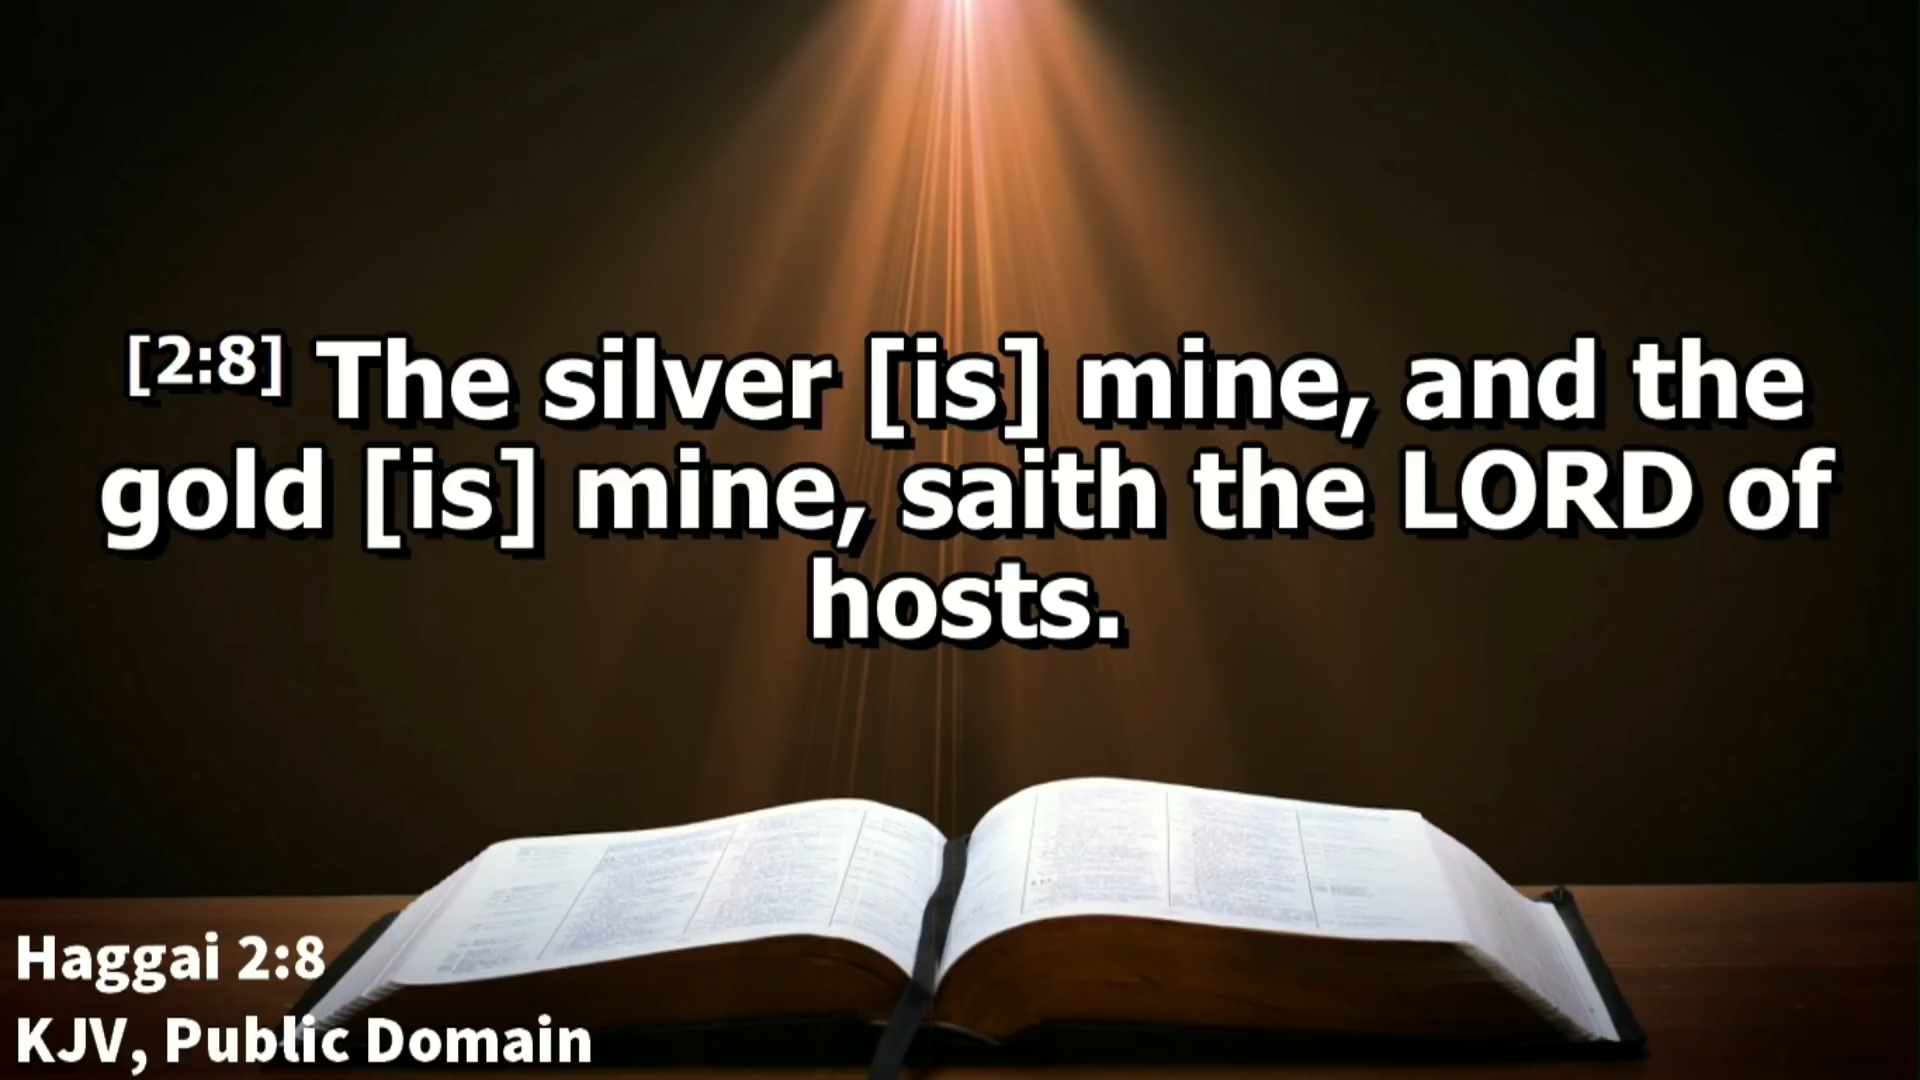 [2:8] The silver [is] mine, and the
gold [is] mine, saith the LORD of
hosts.
Haggai 2:8
KJV, Public Domain